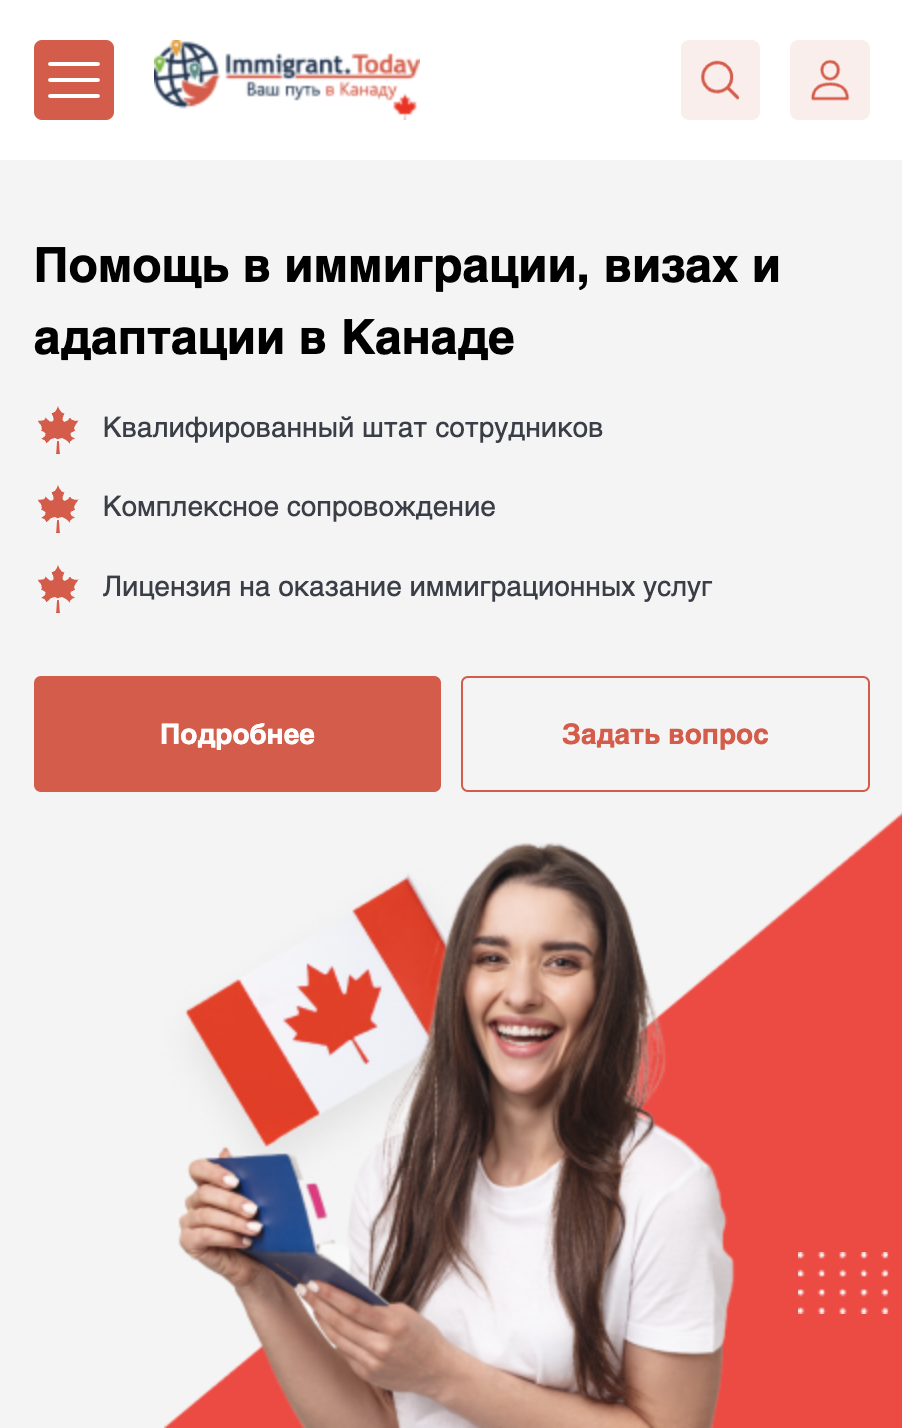 Immigrant.Today
Ваш путь в Канаду
Помощь в иммиграции, визах и
адаптации в Канаде
Квалифированный штат сотрудников
Комплексное сопровождение
Лицензия на оказание иммиграционных услуг
Подробнее
Задать вопрос